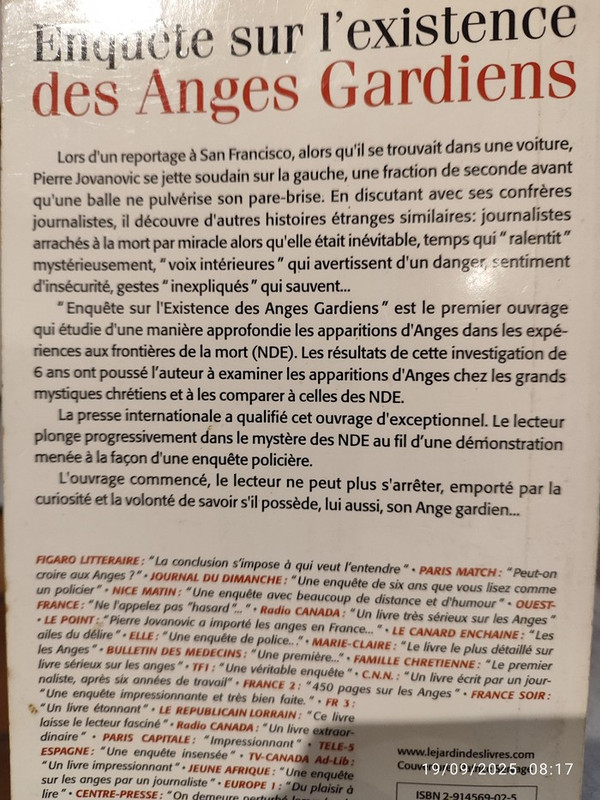 Enquête sur l'existence
des Anges Gardiens
Lors d'un reportage à San Francisco, alors qu'il se trouvait dans une voiture,
Pierre Jovanovic se jette soudain sur la gauche, une fraction de seconde avant
qu'une balle ne pulvérise son pare-brise. En discutant avec ses confrères
journalistes, il découvre d'autres histoires étranges similaires: journalistes
arrachés à la mort par miracle alors qu'elle était inévitable, temps qui “ ralentit ”
mystérieusement, “ voix intérieures ” qui avertissent d'un danger, sentiment
d'insécurité, gestes “ inexpliqués ” qui sauvent...
“ Enquête sur l'Existence des Anges Gardiens ” est le premier ouvrage
qui étudie d'une manière approfondie les apparitions d'Anges dans les expé-
riences aux frontières de la mort (NDE). Les résultats de cette investigation de
6 ans ont poussé l'auteur à examiner les apparitions d'Anges chez les grands
mystiques chrétiens et à les comparer à celles des NDE.
La presse internationale a qualifié cet ouvrage d'exceptionnel. Le lecteur
plonge progressivement dans le mystère des NDE au fil d'une démonstration
menée à la façon d'une enquête policière.
L'ouvrage commencé, le lecteur ne peut plus s'arrêter, emporté par la
curiosité et la volonté de savoir s'il possède, lui aussi, son Ange gardien...
FIGARO LITTERAIRE : “La conclusion s'impose à qui veut l'entendre ” • PARIS MATCH : “Peut-on
croire aux Anges ?” • JOURNAL DU DIMANCHE : “Une enquête de six ans que vous lisez comme
un policier” • NICE MATIN : “Une enquête avec beaucoup de distance et d'humour” • OUEST-
FRANCE : “Ne l'appelez pas “hasard”...” • Radio CANADA : “Un livre très sérieux sur les Anges”
• LE POINT : “Pierre Jovanovic a importé les anges en France...” • LE CANARD ENCHAINE : “Les
ailes du délire” • ELLE : “Une enquête de police...” • MARIE-CLAIRE : “Le livre le plus détaillé sur
les Anges” • BULLETIN DES MEDECINS : “Une première...” • FAMILLE CHRETIENNE : “Le premier
livre sérieux sur les anges” • TF1 : “Une véritable enquête” • C.N.N. : “Un livre écrit par un jour-
naliste, après six années de travail” • FRANCE 2 : “450 pages sur les Anges” • FRANCE SOIR :
“Une enquête impressionnante et très bien faite.” • FR 3 :
“Un livre étonnant” • LE REPUBLICAIN LORRAIN : “Ce livre
laisse le lecteur fasciné” • Radio CANADA : “Un livre extraor-
dinaire” • PARIS CAPITALE : “Impressionnant” • TELE-5
ESPAGNE : “Une enquête insensée” • TV-CANADA Ad-Lib :
“Un livre impressionnant” • JEUNE AFRIQUE : “Une enquête
sur les anges par un journaliste” • EUROPE 1 : “Du plaisir à
lire” • CENTRE-PRESSE : “On demeure
www.lejardindeslivres.com
19/09/2025 08:17
ISBN 2-914569-02-5